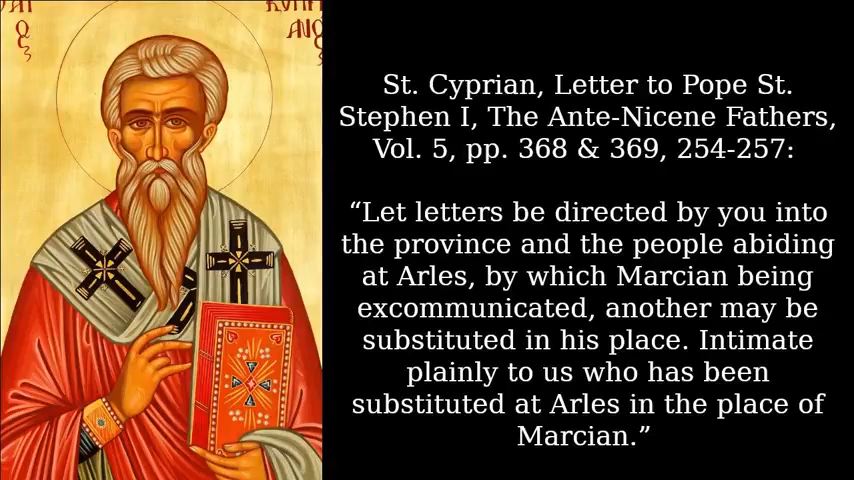 ΚΥΠΡΙ
ΑΝΟς
St. Cyprian, Letter to Pope St.
Stephen I, The Ante-Nicene Fathers,
Vol. 5, pp. 368 & 369, 254-257:
“Let letters be directed by you into
the province and the people abiding
at Arles, by which Marcian being
excommunicated, another may be
substituted in his place. Intimate
plainly to us who has been
substituted at Arles in the place of
Marcian.”